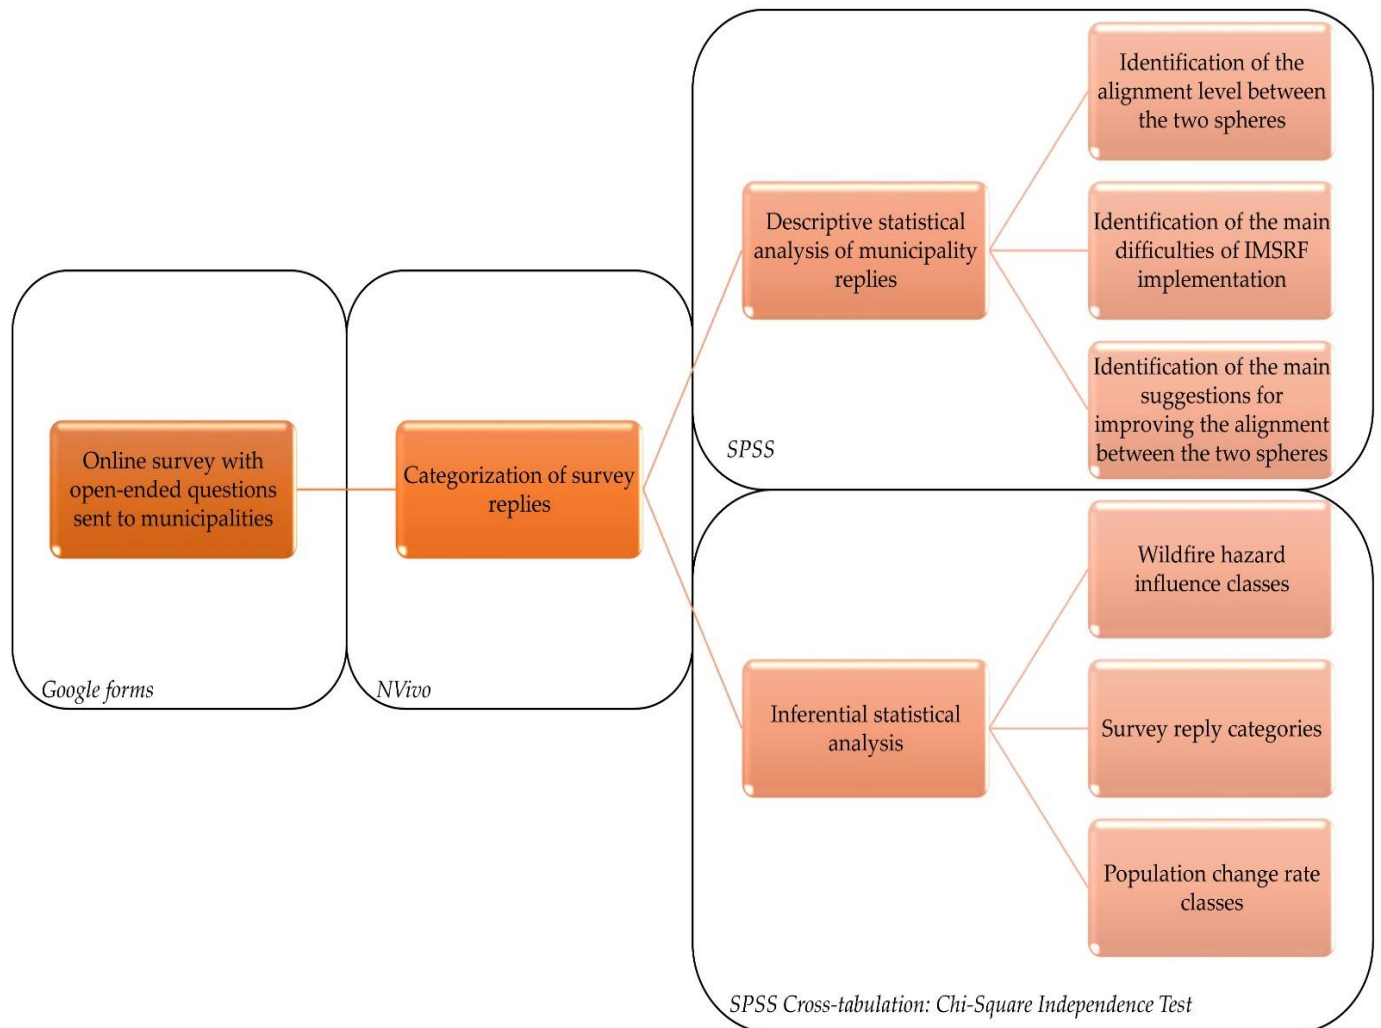 Online survey with
open-ended questions
sent to municipalities
Google forms
Categorization of survey
replies
NVivo
Descriptive statistical
analysis of municipality
replies
Identification of the
alignment level between
the two spheres
Identification of the main
difficulties of IMSRF
implementation
Identification of the main
suggestions for
improving the alignment
between the two spheres
SPSS
Inferential statistical
analysis
Wildfire hazard
influence classes
Survey reply categories
Population change rate
classes
SPSS Cross-tabulation: Chi-Square Independence Test